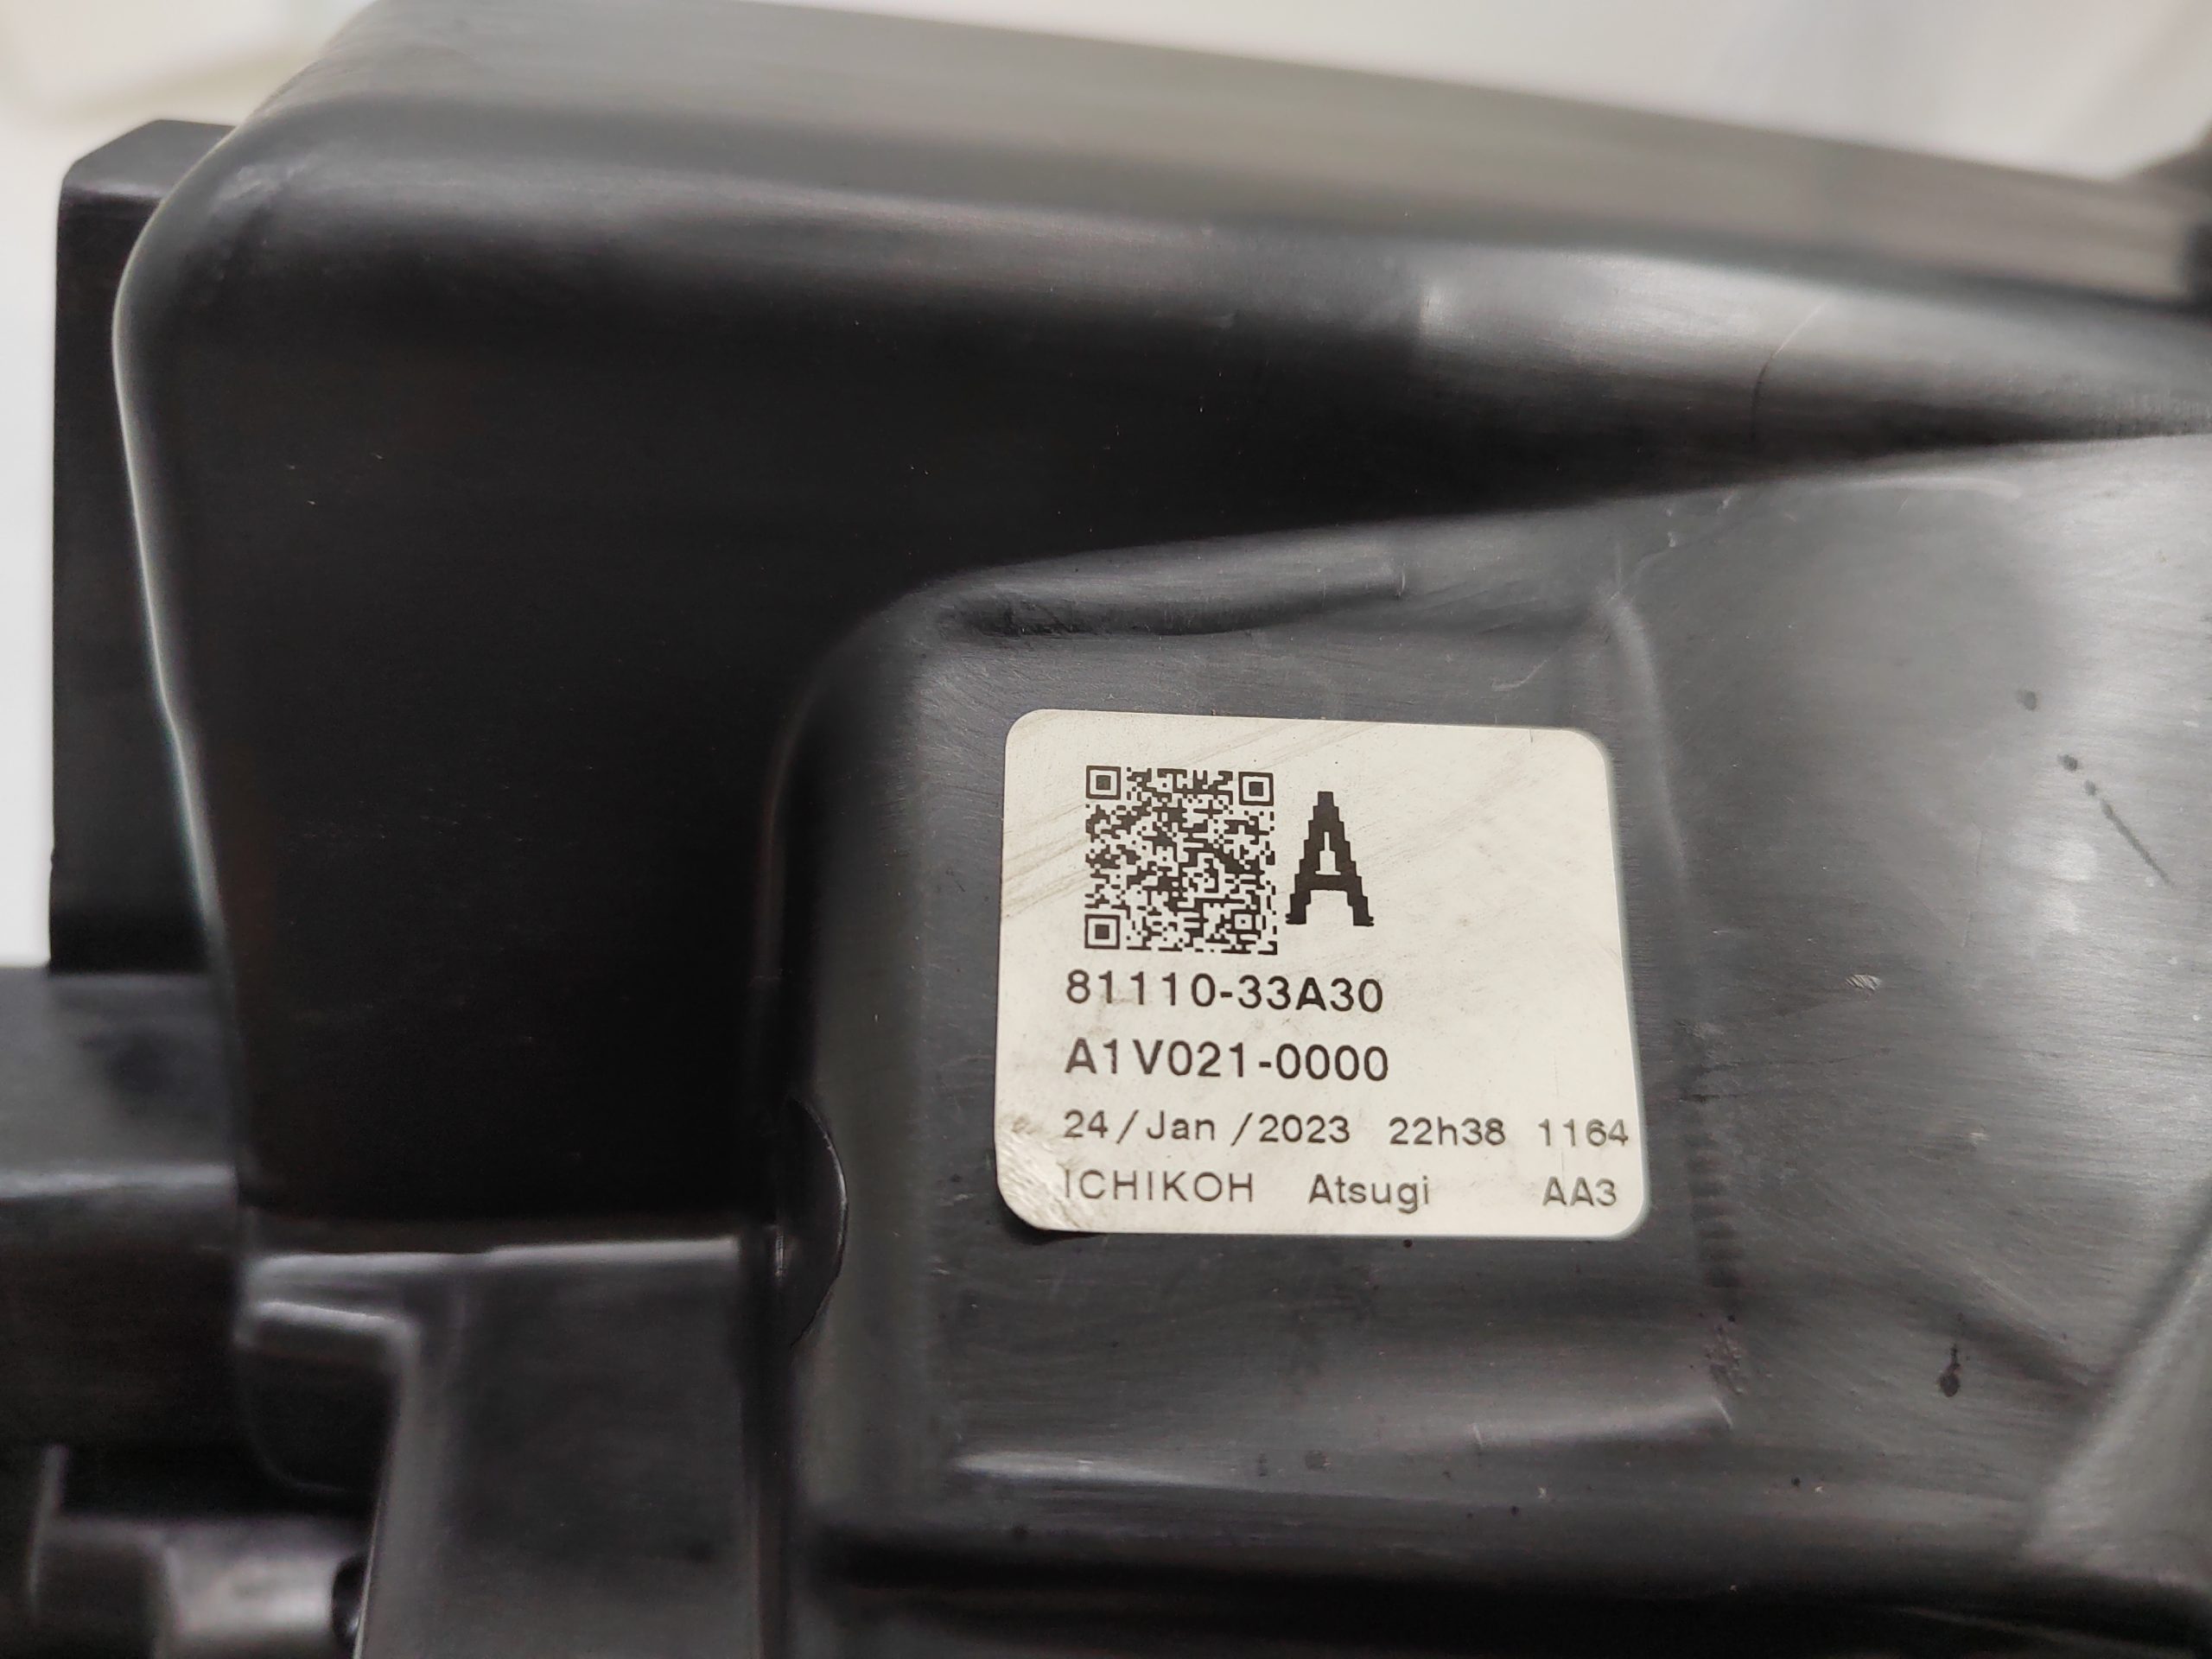 A
81110-33A30
A1V021-0000
24/Jan/2023 22h38 1164
ICHIKOH Atsugi AA3